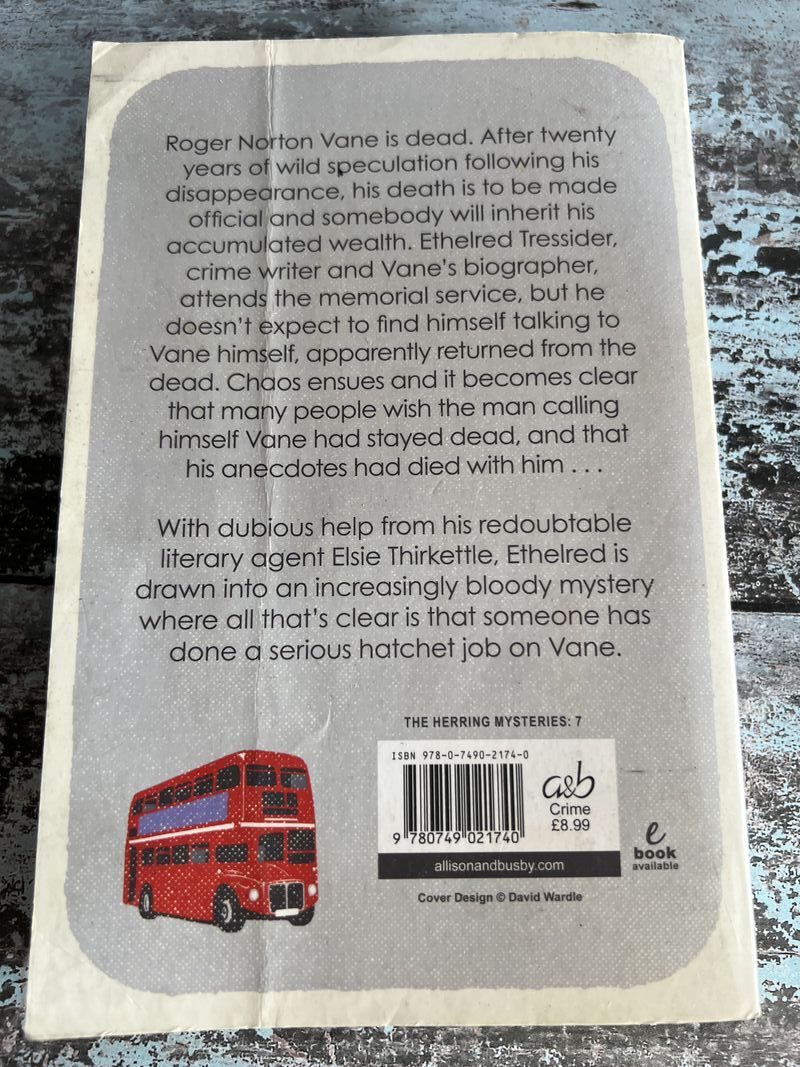 Roger Norton Vane is dead. After twenty
years of wild speculation following his
disappearance, his death is to be made
official and somebody will inherit his
accumulated wealth. Ethelred Tressider,
crime writer and Vane's biographer,
attends the memorial service, but he
doesn't expect to find himself talking to
Vane himself, apparently returned from the
dead. Chaos ensues and it becomes clear
that many people wish the man calling
himself Vane had stayed dead, and that
his anecdotes had died with him . . .
With dubious help from his redoubtable
literary agent Elsie Thirkettle, Ethelred is
drawn into an increasingly bloody mystery
where all that's clear is that someone has
done a serious hatchet job on Vane.
THE HERRING MYSTERIES: 7
ISBN 978-0-7490-2174-0
9 780749 021740
a&b
Crime
£8.99
allisonandbusby.com
e
book
available
Cover Design © David Wardle